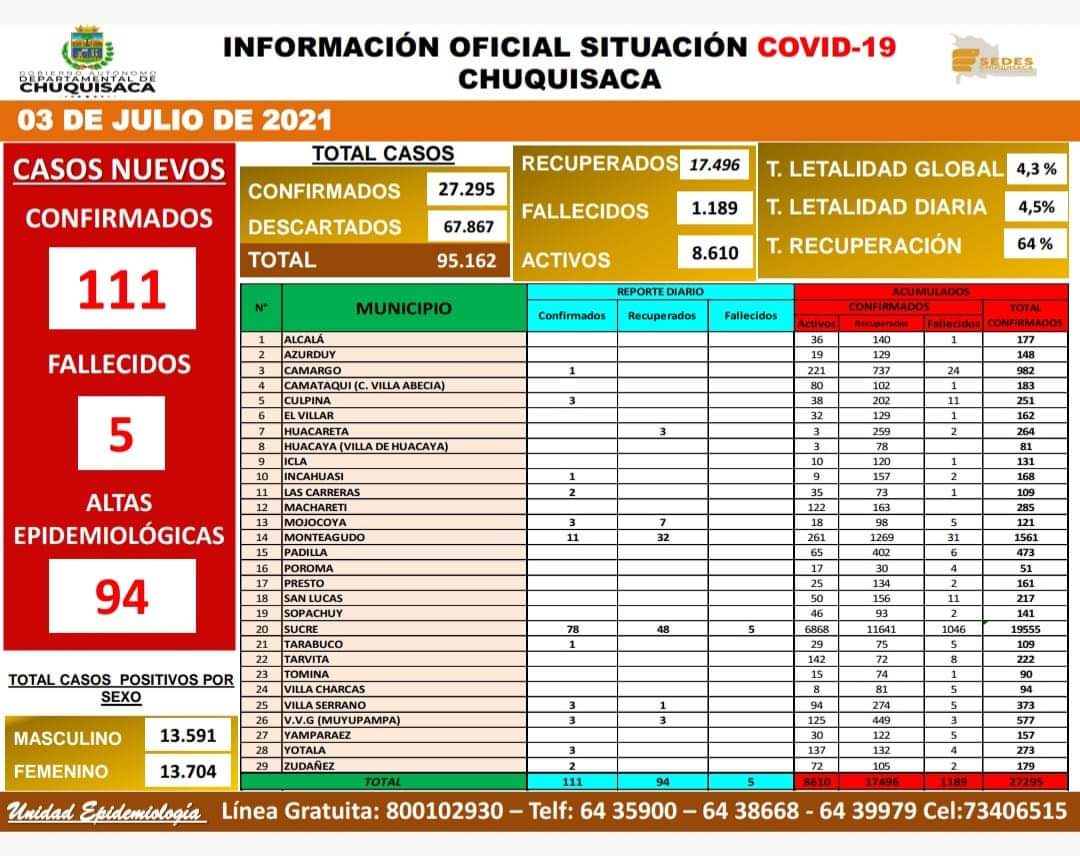 GOBIERNO AUTÓNOMO
DEPARTAMENTAL DE
CHUQUISACA
INFORMACIÓN OFICIAL SITUACIÓN COVID-19
CHUQUISACA
SEDES
CHUQUISACA
03 DE JULIO DE 2021
CASOS NUEVOS
CONFIRMADOS
111
FALLECIDOS
5
ALTAS
EPIDEMIOLÓGICAS
94
TOTAL CASOS POSITIVOS POR
SEXO
MASCULINO 13.591
FEMENINO 13.704
TOTAL CASOS
CONFIRMADOS 27.295
DESCARTADOS 67.867
TOTAL 95.162
RECUPERADOS 17.496
FALLECIDOS 1.189
ACTIVOS 8.610
T. LETALIDAD GLOBAL 4,3 %
T. LETALIDAD DIARIA 4,5%
T. RECUPERACIÓN 64 %
N° MUNICIPIO REPORTE DIARIO ACUMULADOS
Confirmados Recuperados Fallecidos CONFIRMADOS TOTAL
Activos Recuperados Fallecidos CONFIRMADOS
1 ALCALÁ 36 140 1 177
2 AZURDUY 19 129 148
3 CAMARGO 1 221 737 24 982
4 CAMATAQUI (C. VILLA ABECIA) 80 102 1 183
5 CULPINA 3 38 202 11 251
6 EL VILLAR 32 129 1 162
7 HUACARETA 3 3 259 2 264
8 HUACAYA (VILLA DE HUACAYA) 3 78 81
9 ICLA 10 120 1 131
10 INCAHUASI 1 9 157 2 168
11 LAS CARRERAS 2 35 73 1 109
12 MACHARETI 122 163 285
13 MOJOCOYA 3 7 18 98 5 121
14 MONTEAGUDO 11 32 261 1269 31 1561
15 PADILLA 65 402 6 473
16 POROMA 17 30 4 51
17 PRESTO 25 134 2 161
18 SAN LUCAS 50 156 11 217
19 SOPACHUY 46 93 2 141
20 SUCRE 78 48 5 6868 11641 1046 19555
21 TARABUCO 1 29 75 5 109
22 TARVITA 142 72 8 222
23 TOMINA 15 74 1 90
24 VILLA CHARCAS 8 81 5 94
25 VILLA SERRANO 3 1 94 274 5 373
26 V.V.G (MUYUPAMPA) 3 3 125 449 3 577
27 YAMPARAEZ 30 122 5 157
28 YOTALA 3 137 132 4 273
29 ZUDAÑEZ 2 72 105 2 179
TOTAL 111 94 5 8610 17496 1189 27295
Unidad Epidemiología Línea Gratuita: 800102930 – Telf: 64 35900 – 64 38668 - 64 39979 Cel:73406515